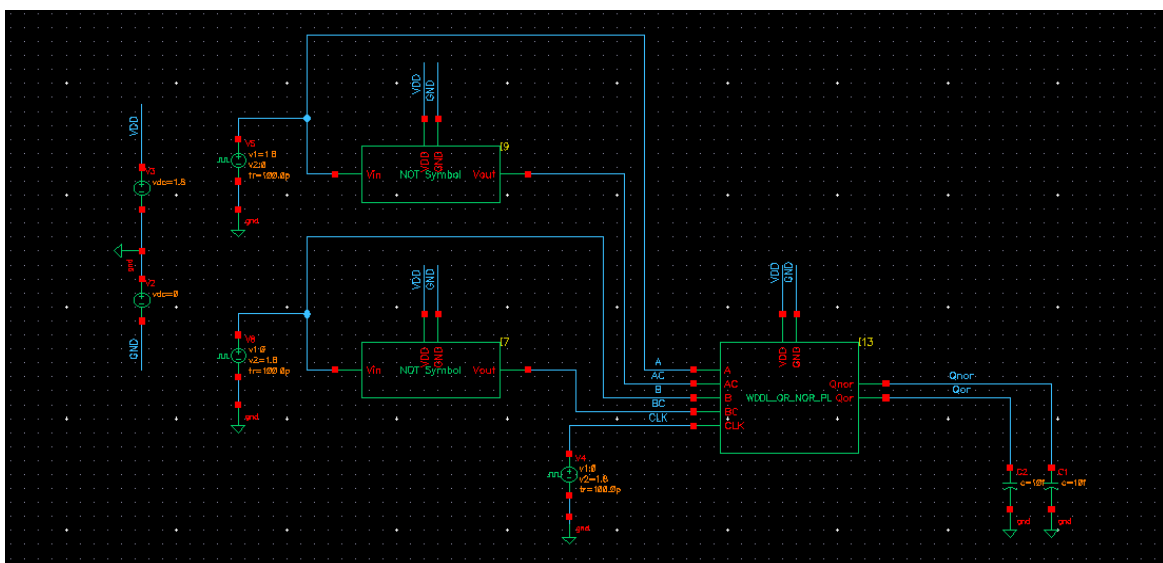 VDD
V3
vdc=1.8
gnd
V2
vdc=0
GND
V5
v1=1.8
v2:0
tr=100.0p
gnd
VDD
GND
I9
VDD
GND
Vin
NOT Symbol
Vout
V6
v1:0
v2=1.8
tr=100.0p
gnd
VDD
GND
I7
VDD
GND
Vin
NOT Symbol
Vout
A
AC
B
BC
CLK
V4
v1:0
v2=1.8
tr=100.0p
gnd
VDD
GND
I13
VDD
GND
A
AC
B
BC
CLK
WDDL_OR_NOR_PL
Qnor
Qor
Qnor
Qor
C2
c=10f
gnd
C1
c=10f
gnd